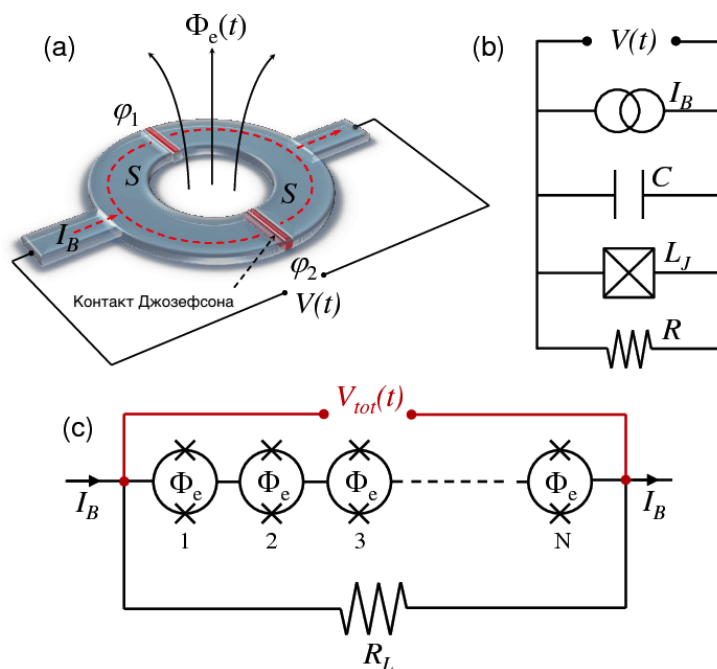 (a)
Φe(t)
φ1
S
S
IB
φ2
Контакт Джозефсона
V(t)
(b)
V(t)
IB
C
LJ
R
(c)
Vtot(t)
IB
Φe
Φe
Φe
Φe
IB
1
2
3
N
RL